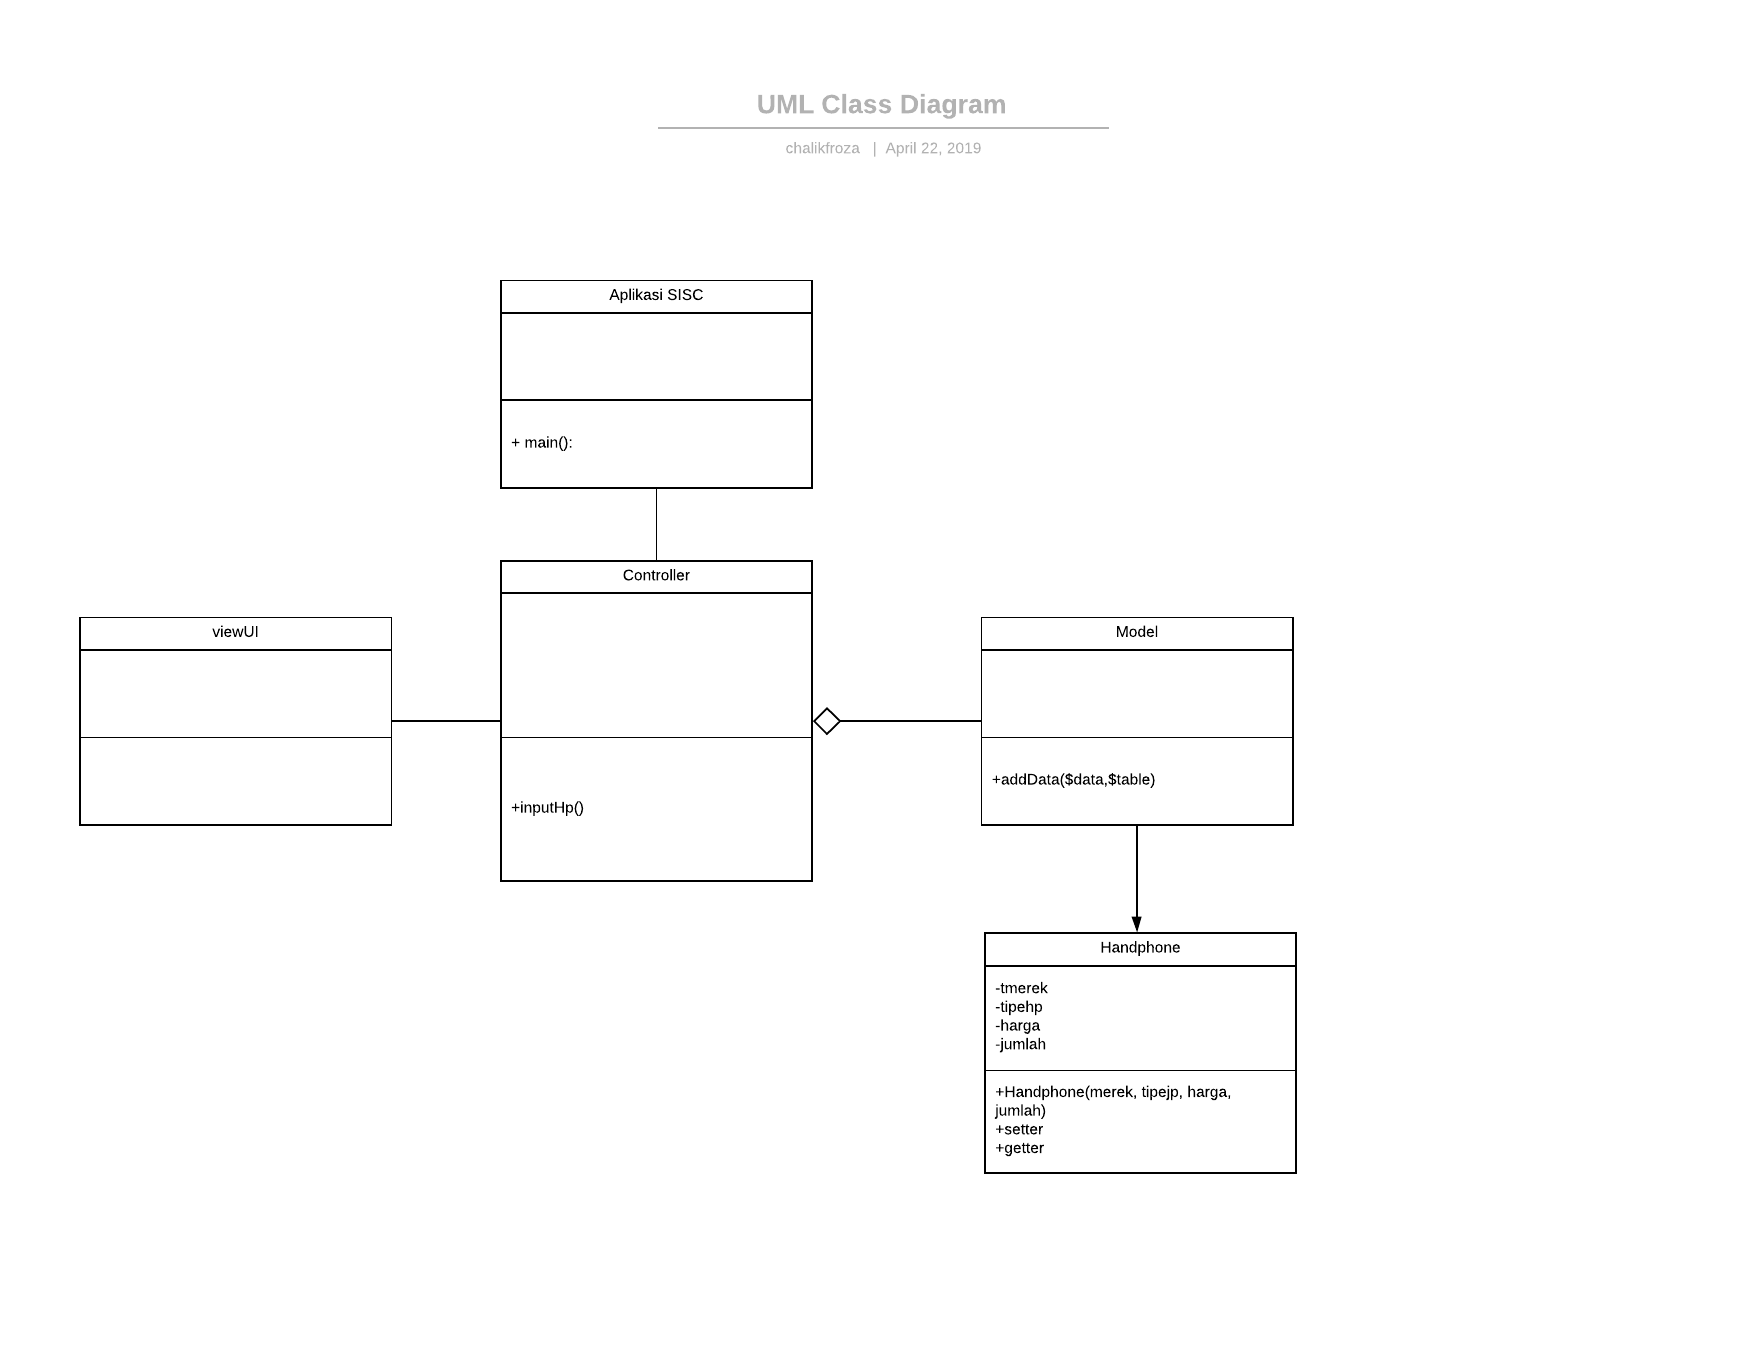 UML Class Diagram
chalikfroza | April 22, 2019
Aplikasi SISC
+ main():
Controller
+inputHp()
viewUI
Model
+addData($data,$table)
Handphone
-tmerek
-tipehp
-harga
-jumlah
+Handphone(merek, tipejp, harga,
jumlah)
+setter
+getter